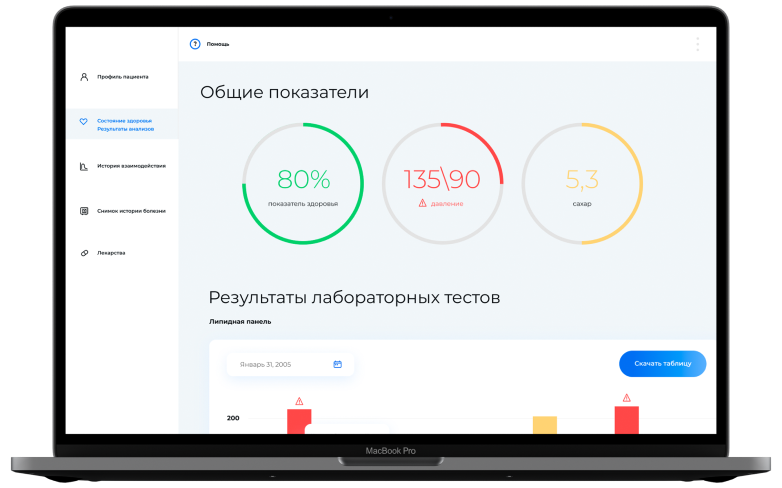 Помощь
Профиль пациента
Состояние здоровья
Результаты анализов
История взаимодействия
Снимок истории болезни
Лекарства
Общие показатели
80%
показатель здоровья
135\90
давление
5,3
сахар
Результаты лабораторных тестов
Липидная панель
Январь 31, 2005
Скачать таблицу
200
MacBook Pro